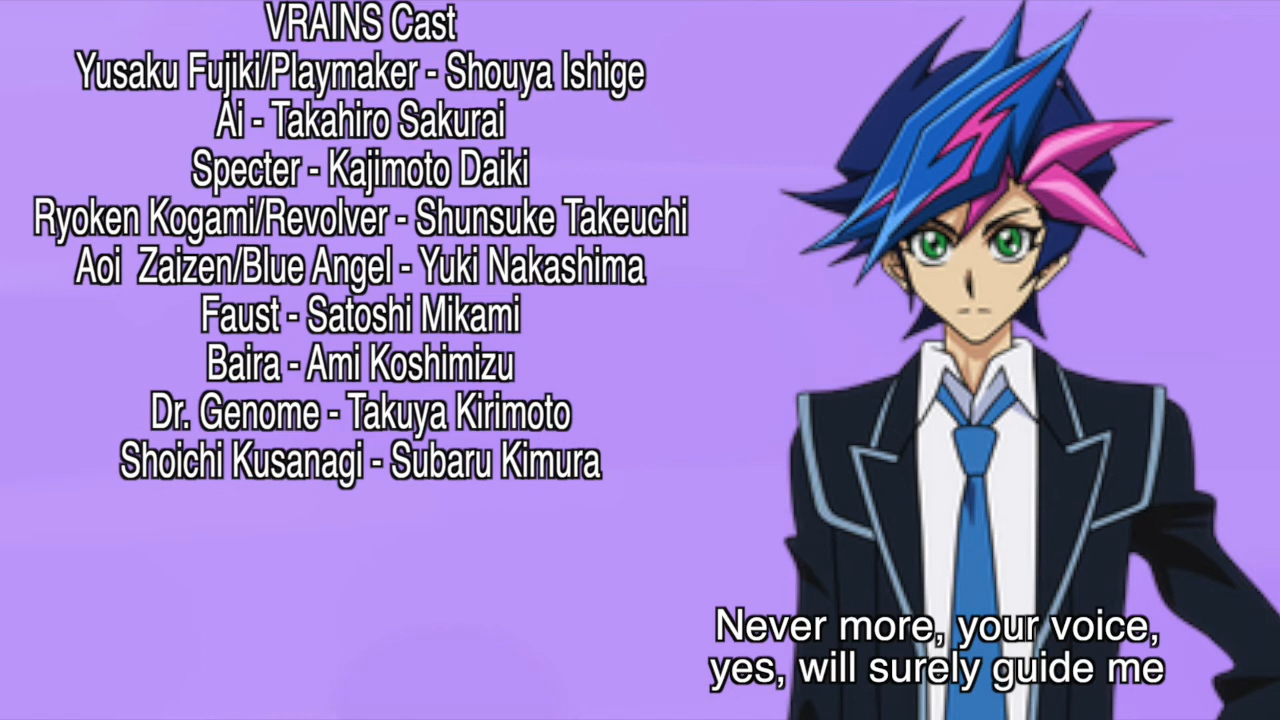 VRAINS Cast
Yusaku Fujiki/Playmaker - Shouya Ishige
Ai - Takahiro Sakurai
Specter - Kajimoto Daiki
Ryoken Kogami/Revolver - Shunsuke Takeuchi
Aoi  Zaizen/Blue Angel - Yuki Nakashima
Faust - Satoshi Mikami
Baira - Ami Koshimizu
Dr. Genome - Takuya Kirimoto
Shoichi Kusanagi - Subaru Kimura
Never more, your voice,
yes, will surely guide me